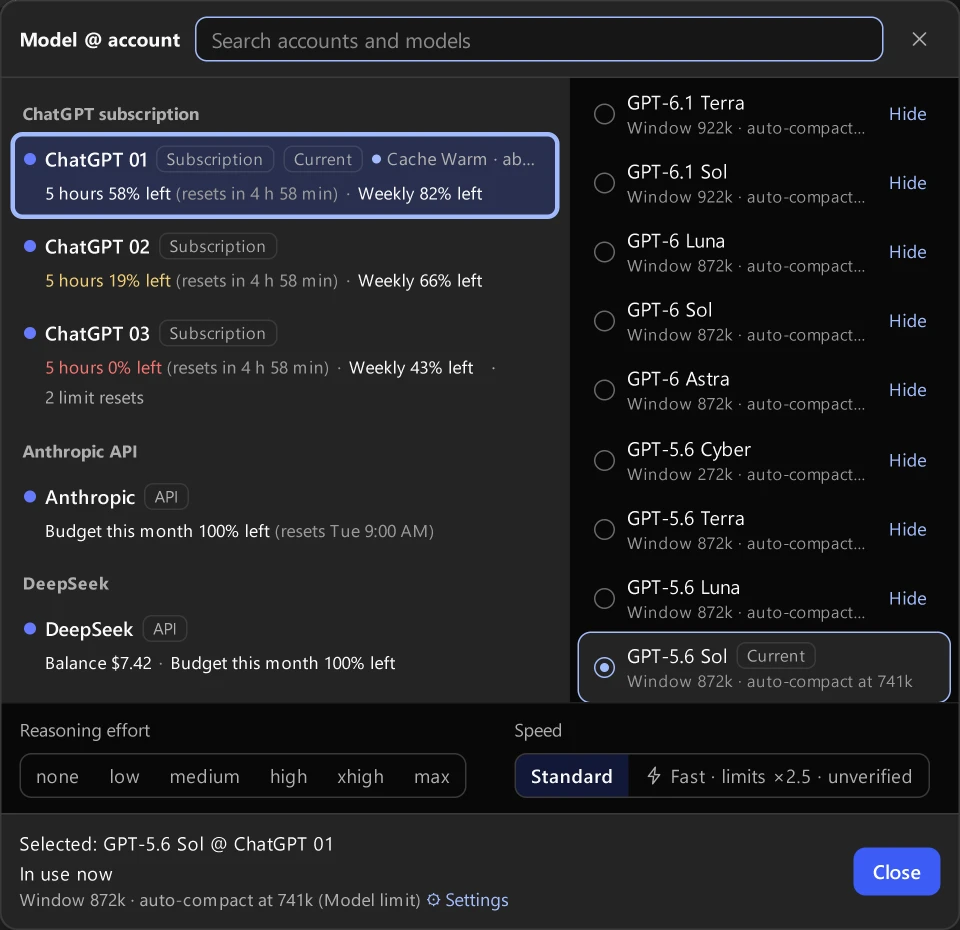 Model @ account
Search accounts and models
ChatGPT subscription
ChatGPT 01 Subscription Current Cache Warm · ab...
5 hours 58% left (resets in 4 h 58 min) · Weekly 82% left
ChatGPT 02 Subscription
5 hours 19% left (resets in 4 h 58 min) · Weekly 66% left
ChatGPT 03 Subscription
5 hours 0% left (resets in 4 h 58 min) · Weekly 43% left ·
2 limit resets
Anthropic API
Anthropic API
Budget this month 100% left (resets Tue 9:00 AM)
DeepSeek
DeepSeek API
Balance $7.42 · Budget this month 100% left
GPT-6.1 Terra
Window 922k · auto-compact...
Hide
GPT-6.1 Sol
Window 922k · auto-compact...
Hide
GPT-6 Luna
Window 872k · auto-compact...
Hide
GPT-6 Sol
Window 872k · auto-compact...
Hide
GPT-6 Astra
Window 872k · auto-compact...
Hide
GPT-5.6 Cyber
Window 272k · auto-compact...
Hide
GPT-5.6 Terra
Window 872k · auto-compact...
Hide
GPT-5.6 Luna
Window 872k · auto-compact...
Hide
GPT-5.6 Sol Current
Window 872k · auto-compact at 741k
Reasoning effort
none low medium high xhigh max
Speed
Standard Fast · limits ×2.5 · unverified
Selected: GPT-5.6 Sol @ ChatGPT 01
In use now
Window 872k · auto-compact at 741k (Model limit) Settings
Close